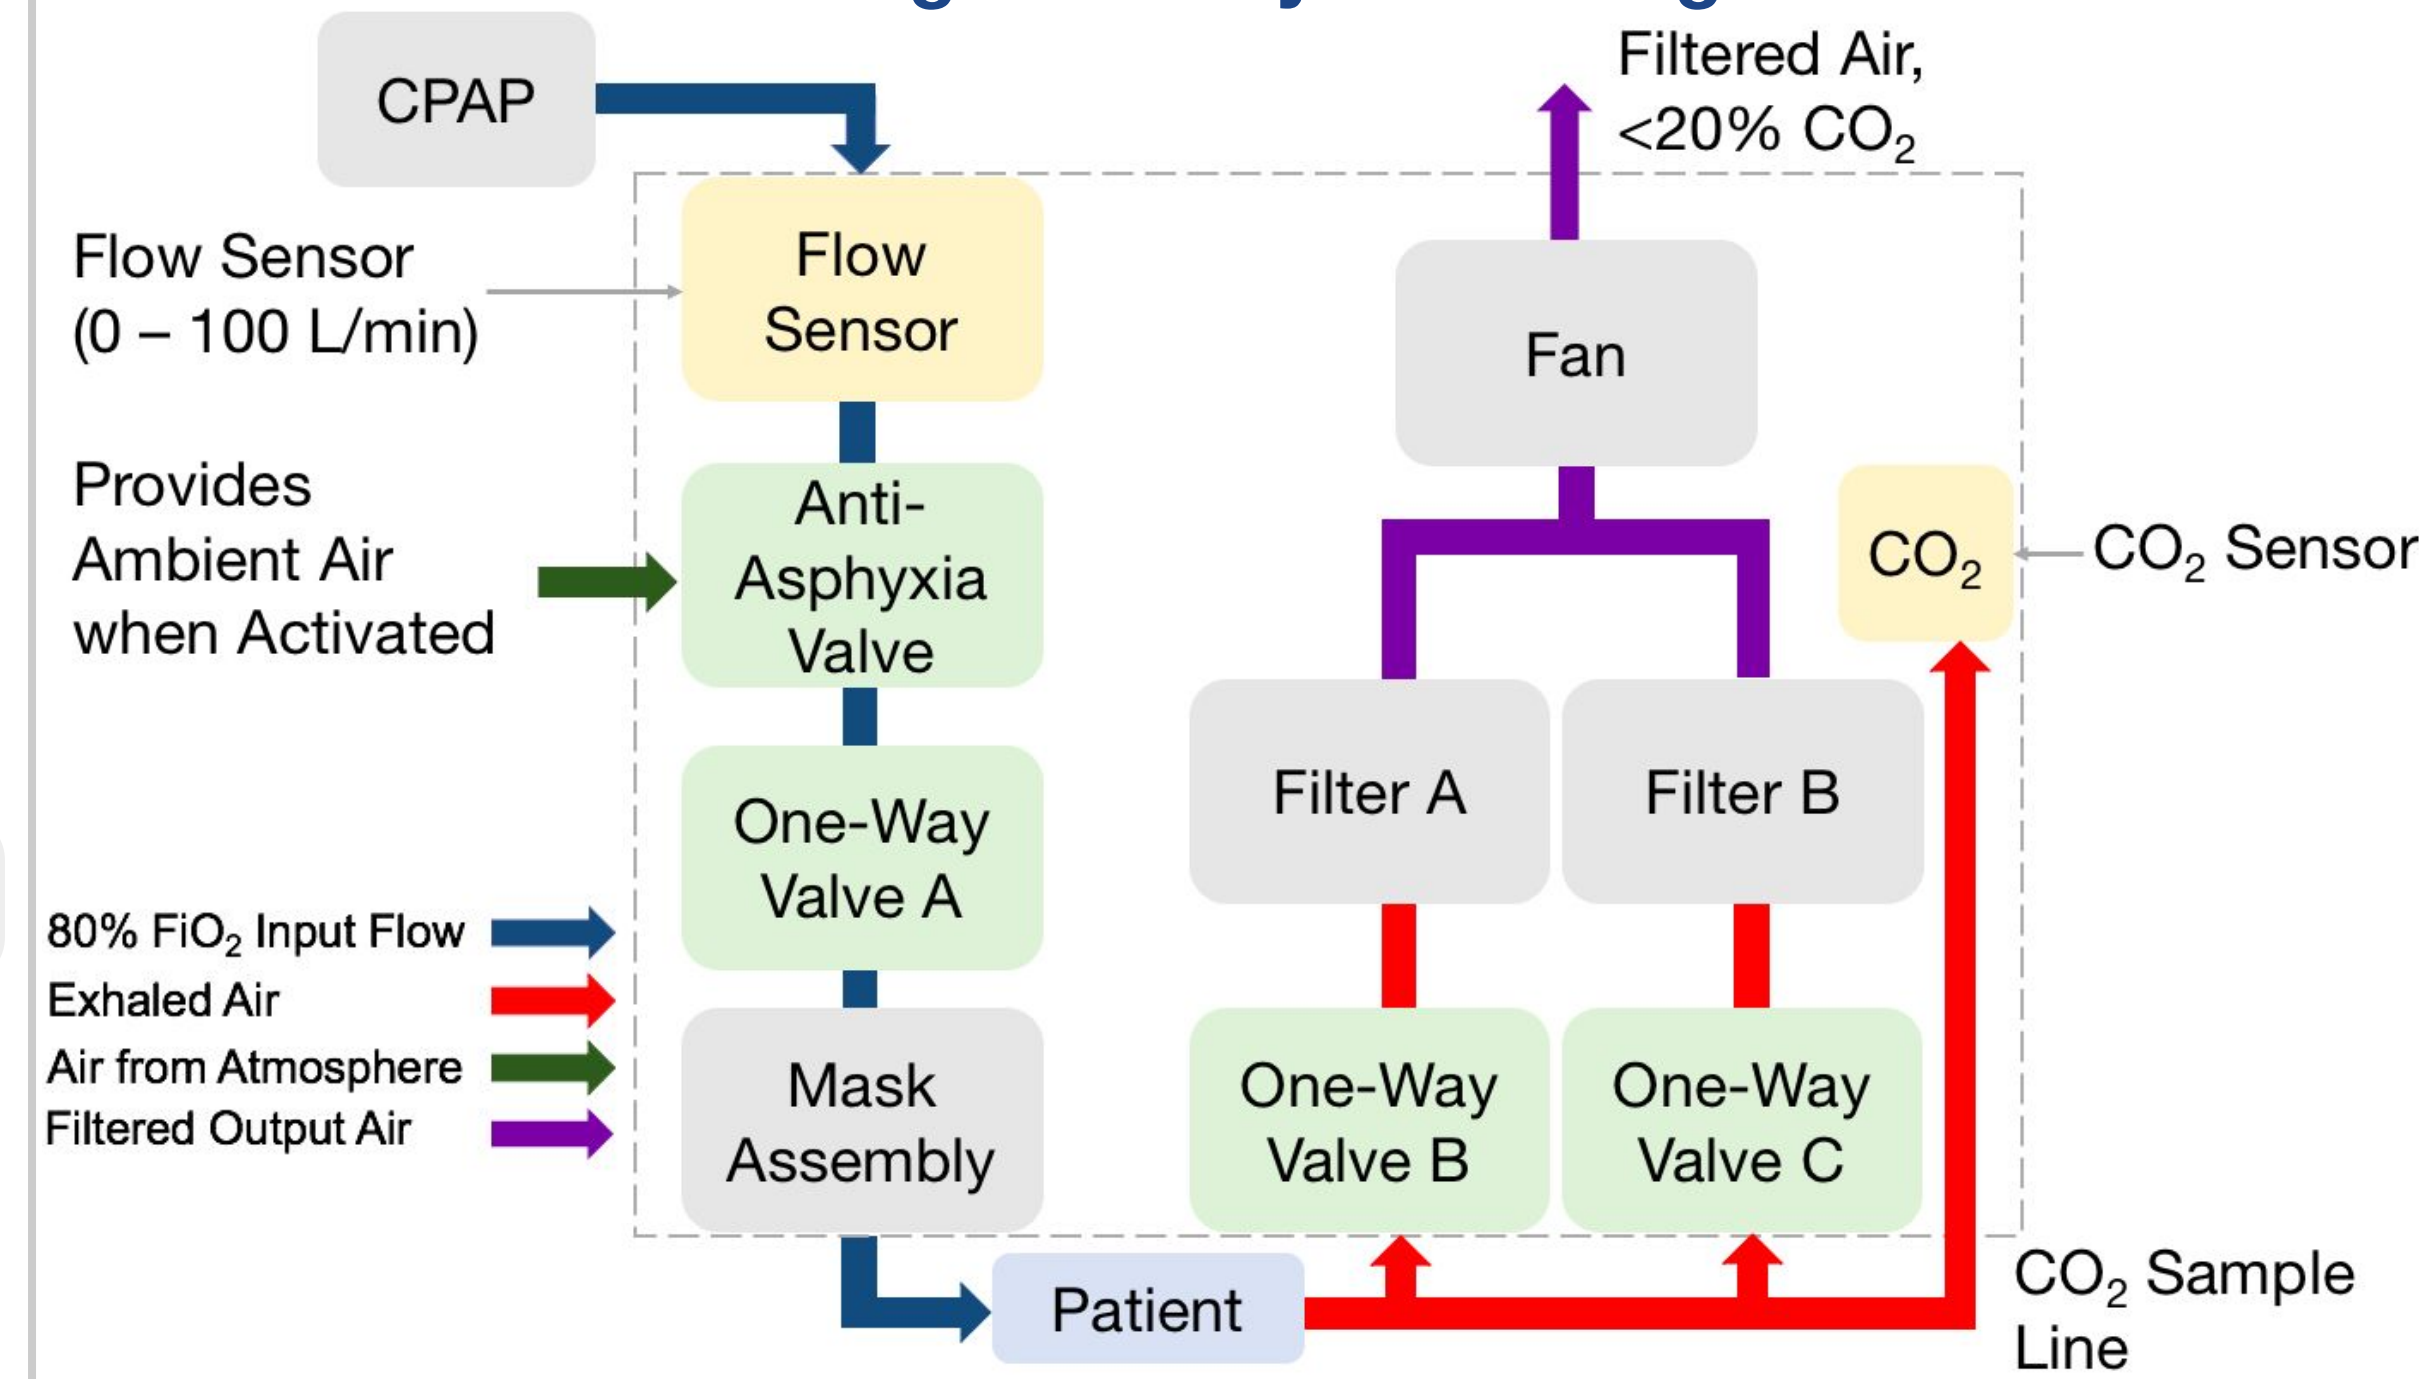 CPAP
Filtered Air,
<20% CO₂
Flow Sensor
(0 – 100 L/min)
Flow
Sensor
Fan
Provides
Ambient Air
when Activated
Anti-
Asphyxia
Valve
CO₂
CO₂ Sensor
One-Way
Valve A
Filter A
Filter B
80% FiO₂ Input Flow
Exhaled Air
Air from Atmosphere
Filtered Output Air
Mask
Assembly
One-Way
Valve B
One-Way
Valve C
Patient
CO₂ Sample
Line